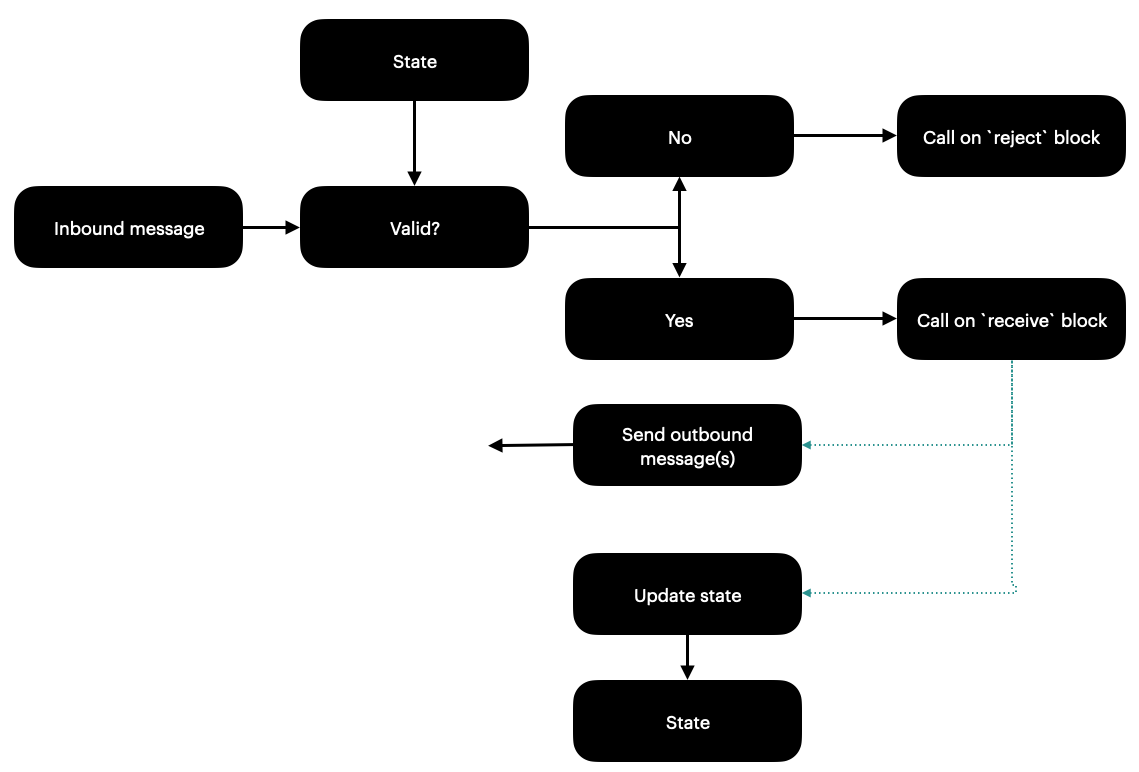 State
No
Call on `reject` block
Inbound message
Valid?
Yes
Call on `receive` block
Send outbound
message(s)
Update state
State